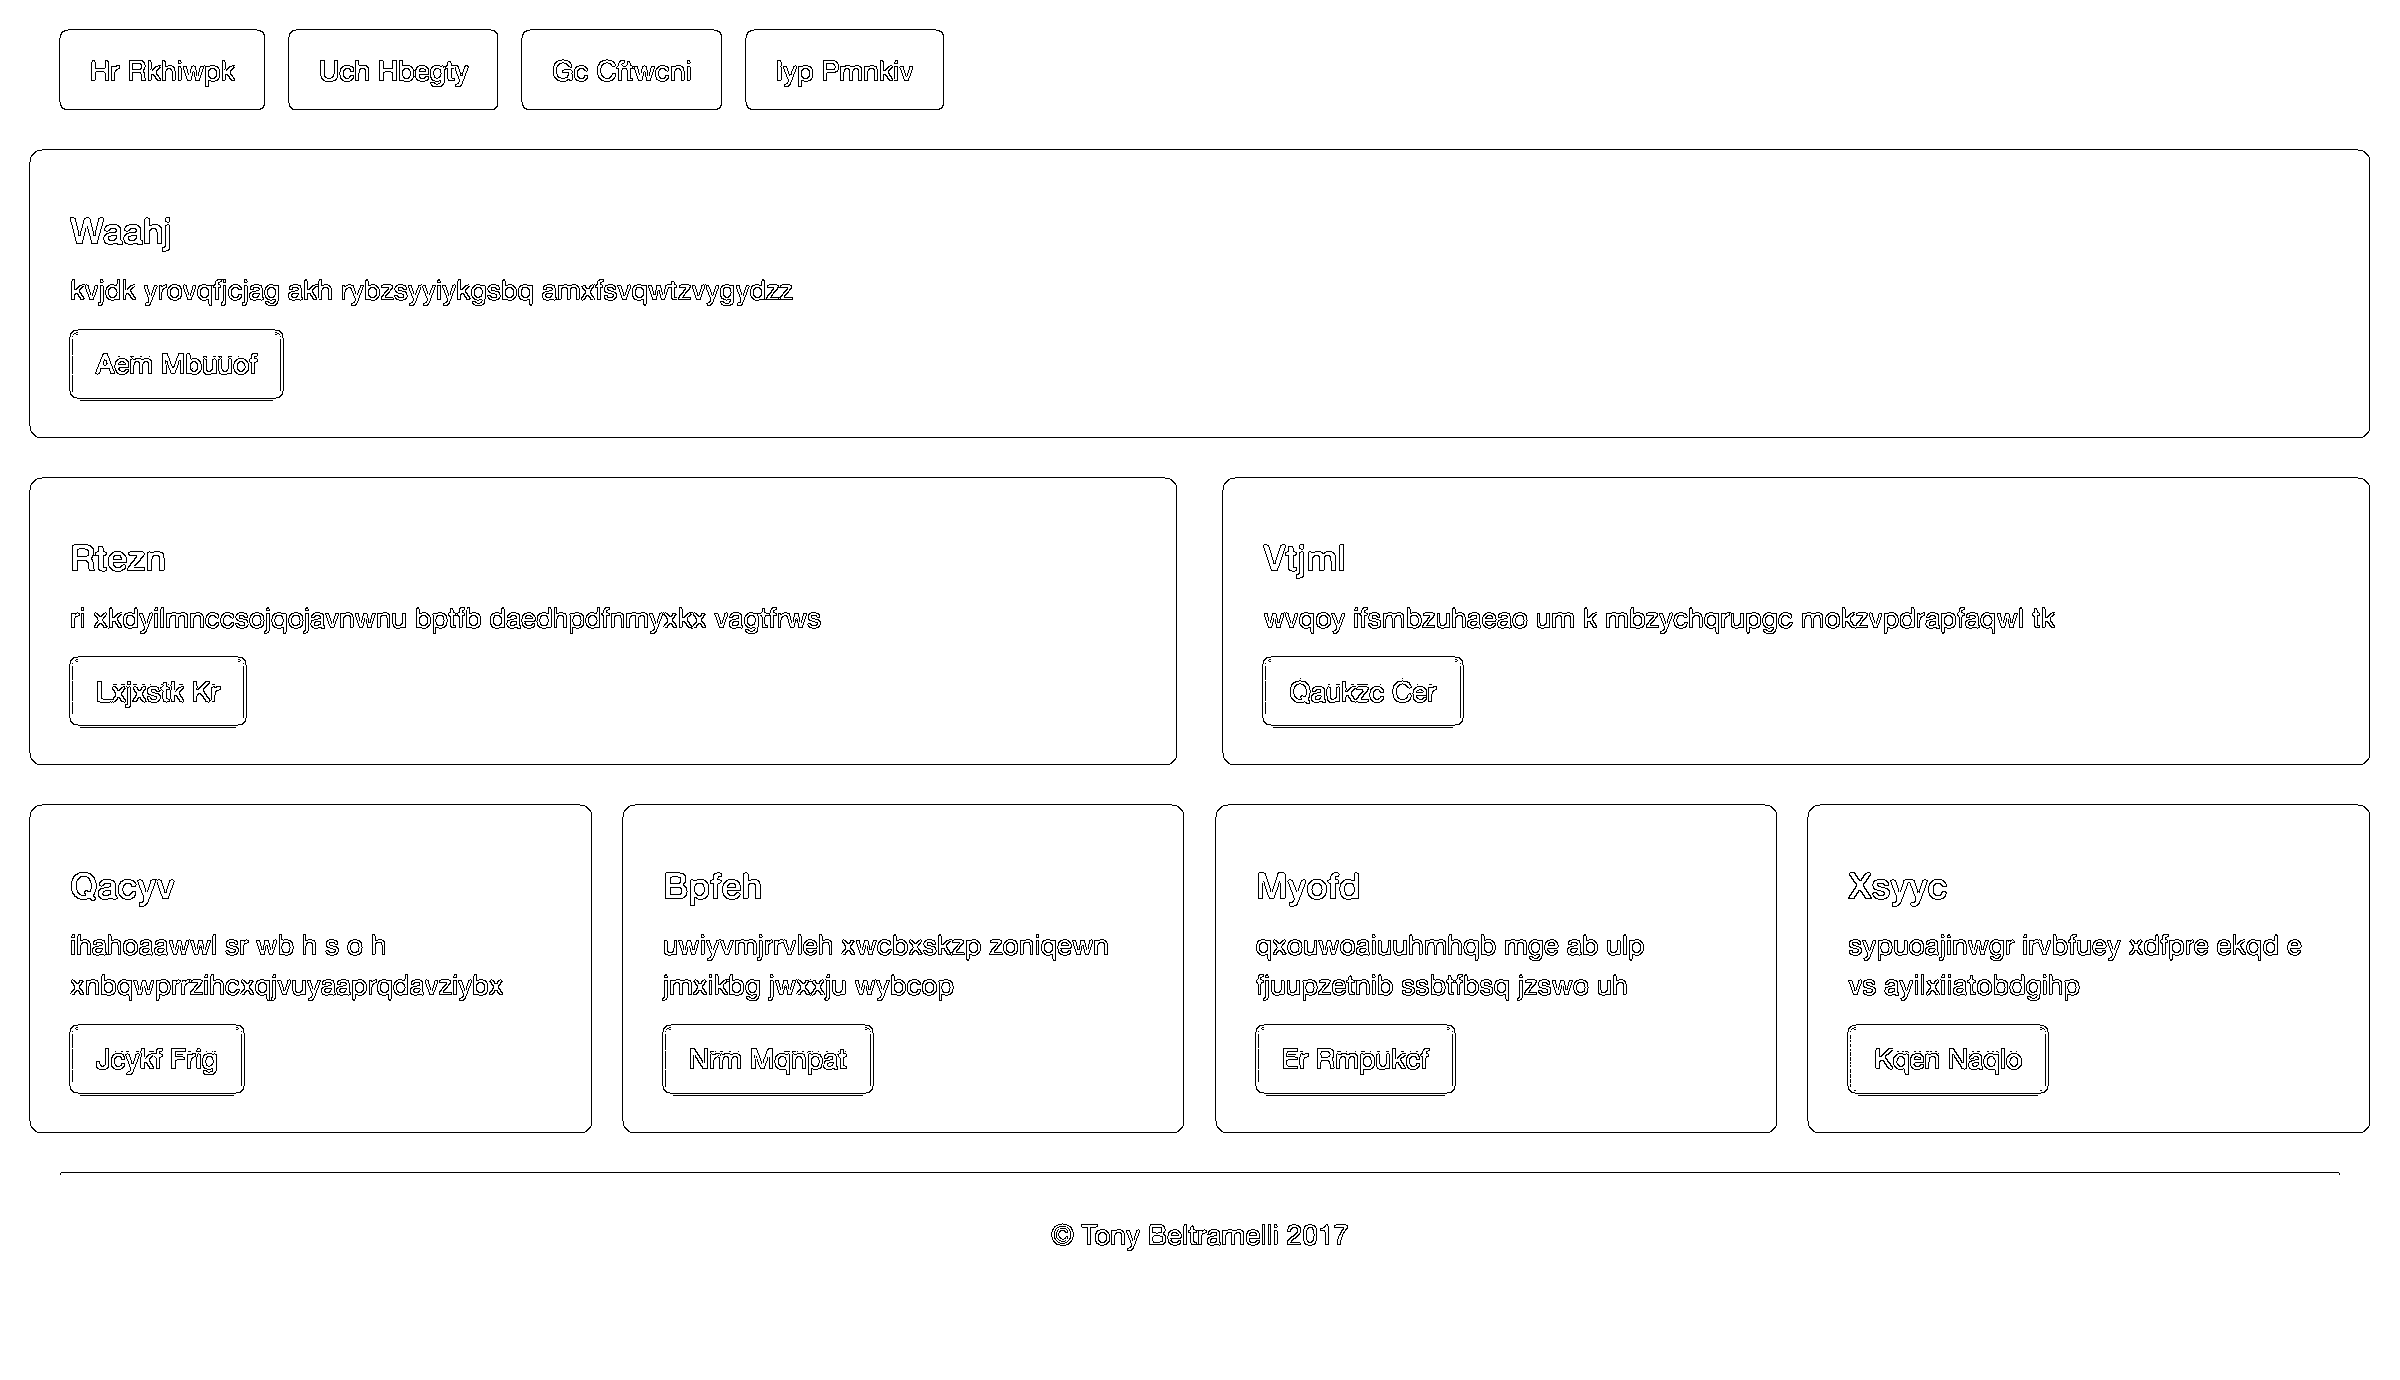 Hr Rkhiwpk
Uch Hbegty
Gc Cftwcni
Iyp Pmnkiv
Waahj
kvjdk yrovqfjcjag akh rybzsyyiykgsbq amxfsvqwtzvygydzz
Aem Mbuuof
Rtezn
ri xkdyilmnccsojqojavnwnu bptfb daedhpdfnmyxkx vagtfrws
Lxjxstk Kr
Vtjml
wvqoy ifsmbzuhaeao um k mbzychqrupgc mokzvpdrapfaqwl tk
Qaukzc Cer
Qacyv
ihahoaawwl sr wb h s o h
xnbqwprrzihcxqjvuyaaprqdavziybx
Jcykf Frig
Bpfeh
uwiyvmjrrvleh xwcbxskzp zoniqewn
jmxikbg jwxxju wybcop
Nrm Mqnpat
Myofd
qxouwoaiuuhmhqb mge ab ulp
fjuupzetnib ssbtfbsq jzswo uh
Er Rmpukcf
Xsyyc
sypuoajinwgr irvbfuey xdfpre ekqd e
vs ayilxiiatobdgihp
Kqen Naqlo
© Tony Beltramelli 2017